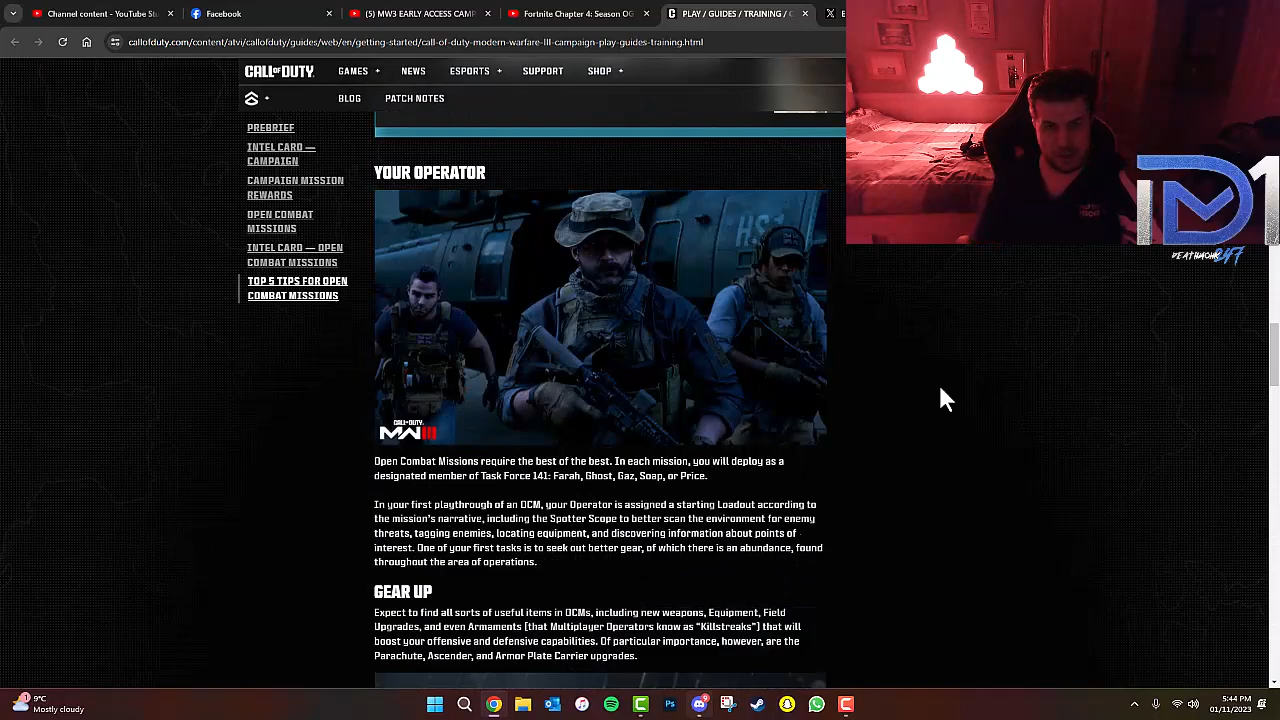 Channel content - YouTube Stu
Facebook
(5) MW3 EARLY ACCESS CAMP
Fortnite Chapter 4: Season OG
PLAY / GUIDES / TRAINING / C
callofduty.com/content/atvi/callofduty/guides/web/en/getting-started/call-of-duty-modern-warfare-III-campaign-play-guides-training.html
CALL OF DUTY. GAMES + NEWS ESPORTS + SUPPORT SHOP +
+ BLOG PATCH NOTES
PREBRIEF
INTEL CARD —
CAMPAIGN
CAMPAIGN MISSION
REWARDS
OPEN COMBAT
MISSIONS
INTEL CARD — OPEN
COMBAT MISSIONS
TOP 5 TIPS FOR OPEN
COMBAT MISSIONS
YOUR OPERATOR
HS1
CALL OF DUTY.
MWIII
Open Combat Missions require the best of the best. In each mission, you will deploy as a
designated member of Task Force 141: Farah, Ghost, Gaz, Soap, or Price.
In your first playthrough of an OCM, your Operator is assigned a starting Loadout according to
the mission's narrative, including the Spotter Scope to better scan the environment for enemy
threats, tagging enemies, locating equipment, and discovering information about points of
interest. One of your first tasks is to seek out better gear, of which there is an abundance, found
throughout the area of operations.
GEAR UP
Expect to find all sorts of useful items in OCMs, including new weapons, Equipment, Field
Upgrades, and even Armaments [that Multiplayer Operators know as “Killstreaks”] that will
boost your offensive and defensive capabilities. Of particular importance, however, are the
Parachute, Ascender, and Armor Plate Carrier upgrades.
1
9°C
Mostly cloudy
9
5:44 PM
01/11/2023